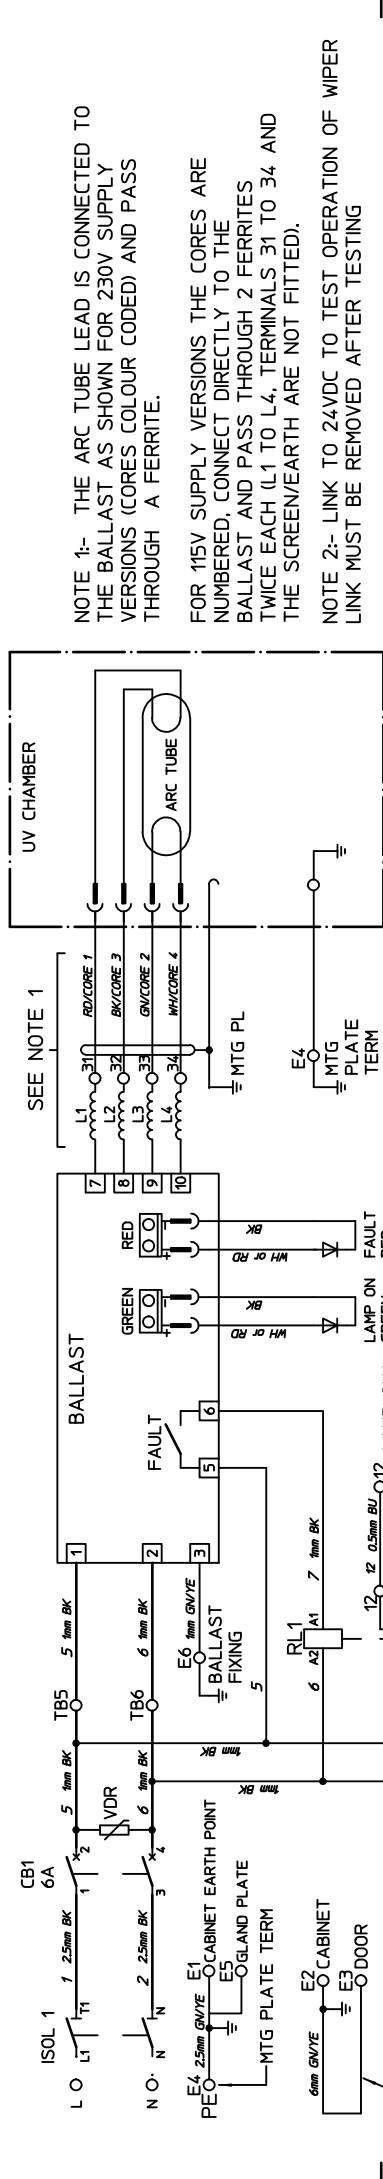 NOTE 1:- THE ARC TUBE LEAD IS CONNECTED TO
THE BALLAST AS SHOWN FOR 230V SUPPLY
VERSIONS (CORES COLOUR CODED) AND PASS
THROUGH A FERRITE.
FOR 115V SUPPLY VERSIONS THE CORES ARE
NUMBERED, CONNECT DIRECTLY TO THE
BALLAST AND PASS THROUGH 2 FERRITES
TWICE EACH (L1 TO L4, TERMINALS 31 TO 34 AND
THE SCREEN/EARTH ARE NOT FITTED).
NOTE 2:- LINK TO 24VDC TO TEST OPERATION OF WIPER
LINK MUST BE REMOVED AFTER TESTING
UV CHAMBER
ARC TUBE
SEE NOTE 1
31 RD/CORE 1
32 BK/CORE 3
33 GN/CORE 2
34 WH/CORE 4
L1
L2
L3
L4
MTG PL
E4
MTG
PLATE
TERM
7
8
9
10
BALLAST
RED
+ -
GREEN
+ -
BK
WH or RD
BK
WH or RD
FAULT
LAMP ON
FAULT
5
6
1
2
3
5 1mm BK
6 1mm BK
E6 1mm GN/YE
BALLAST
FIXING
TB5
TB6
5
7 1mm BK
RL1
A2 A1
6
12 12 0.5mm BU 12
5 1mm BK
6 1mm BK
1mm BK
1mm BK
VDR
CB1
6A
1 2
3 4
1 2.5mm BK
2 2.5mm BK
ISOL 1
L L1 T1
N N N
E4 2.5mm GN/YE E1 CABINET EARTH POINT
PE
E5 GLAND PLATE
MTG PLATE TERM
6mm GN/YE
E2 CABINET
E3 DOOR